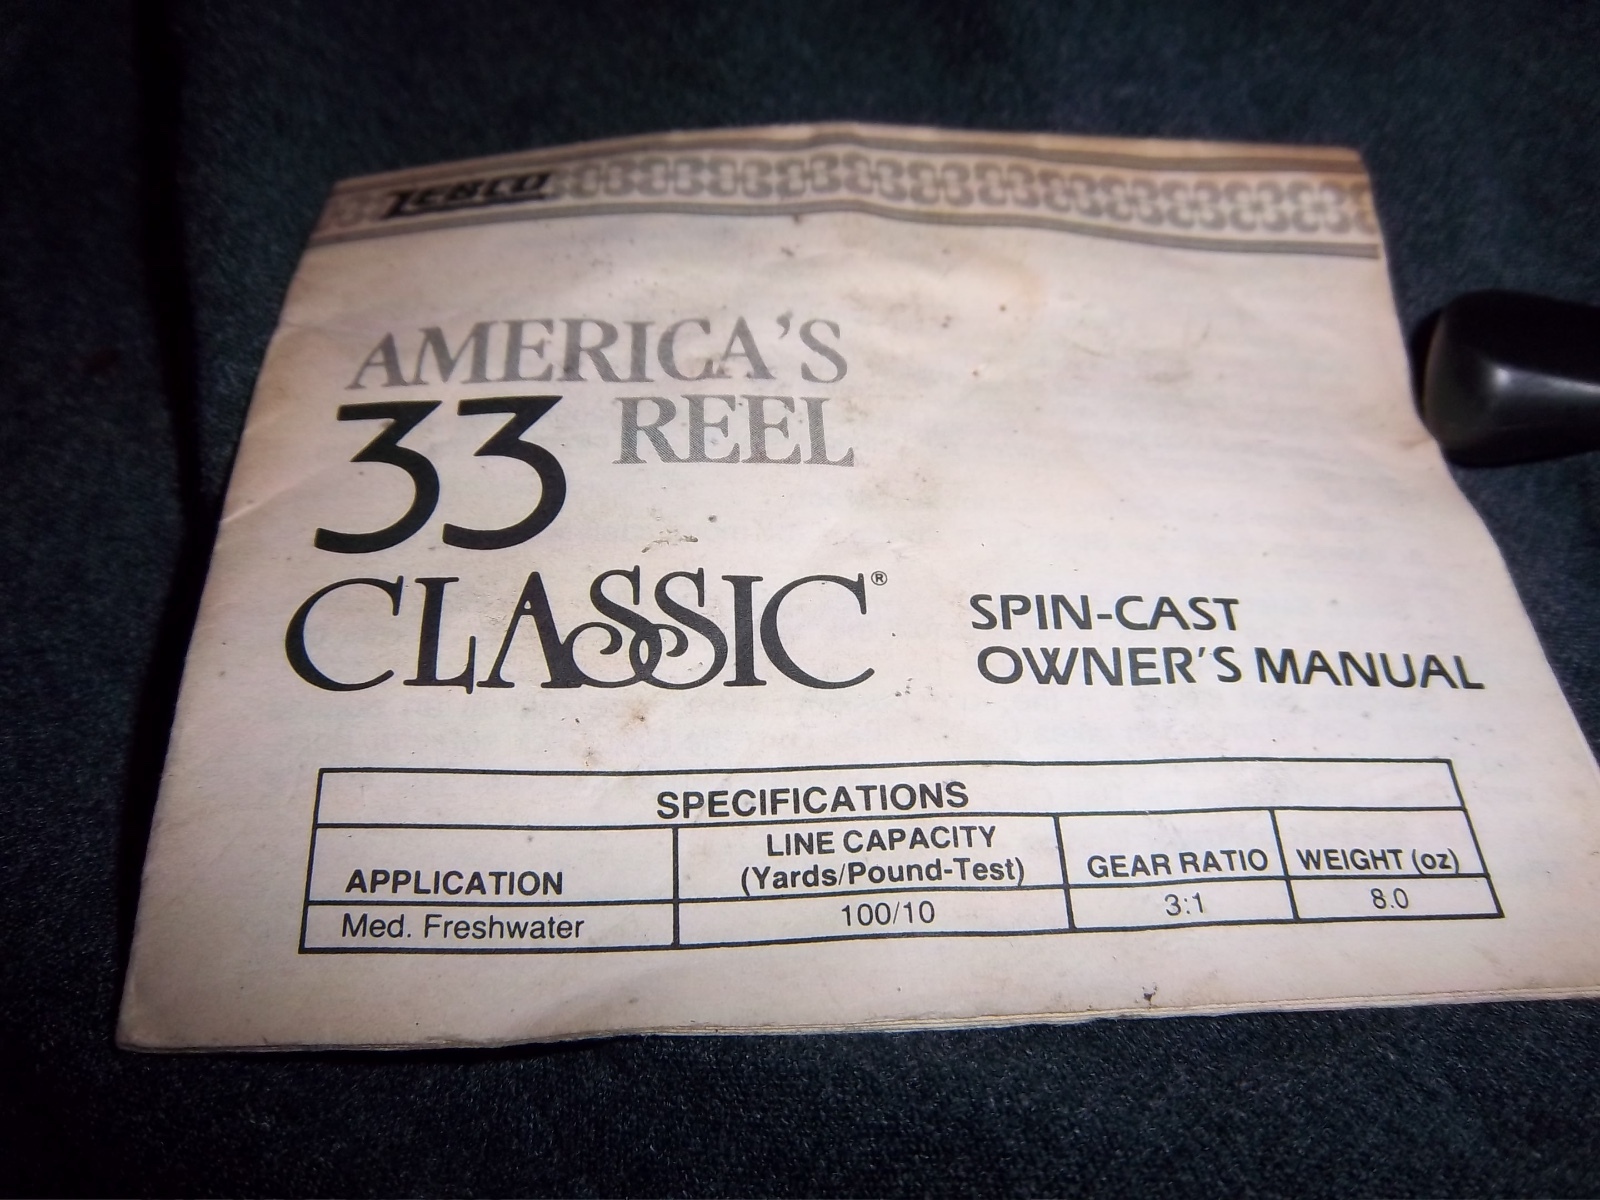 ZEBCO
AMERICA'S
33 REEL
CLASSIC®
SPIN-CAST
OWNER'S MANUAL
SPECIFICATIONS
APPLICATION
LINE CAPACITY
(Yards/Pound-Test)
GEAR RATIO
WEIGHT (oz)
Med. Freshwater
100/10
3:1
8.0